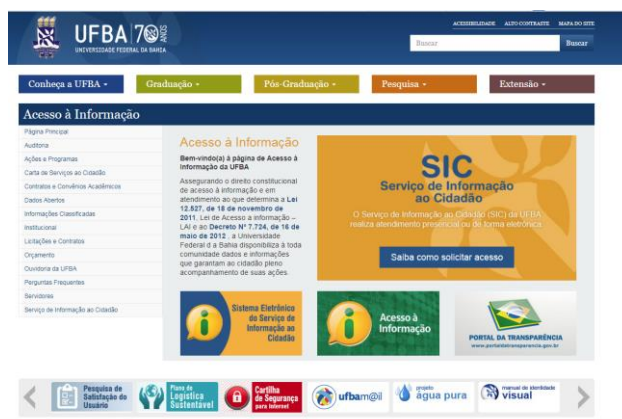 ACESSIBILIDADE ALTO CONTRASTE MAPA DO SITE
UFBA 70
UNIVERSIDADE FEDERAL DA BAHIA
Buscar Buscar
Conheça a UFBA Graduação Pós-Graduação Pesquisa Extensão
Acesso à Informação
Página Principal
Auditoria
Ações e Programas
Carta de Serviços ao Cidadão
Contratos e Convênios Acadêmicos
Dados Abertos
Informações Classificadas
Institucional
Licitações e Contratos
Orçamento
Ouvidoria da UFBA
Perguntas Frequentes
Servidores
Serviço de Informação ao Cidadão
Acesso à Informação
Bem-vindo(a) à página de Acesso à
Informação da UFBA
Assegurando o direito constitucional
de acesso à informação e em
atendimento ao que determina a Lei
12.527, de 18 de novembro de
2011, Lei de Acesso a informação –
LAI e ao Decreto Nº 7.724, de 16 de
maio de 2012 , a Universidade
Federal d a Bahia disponibiliza à toda
comunidade dados e informações
que garantam ao cidadão pleno
acompanhamento de suas ações.
SIC
Serviço de Informação
ao Cidadão
O Serviço de Informação ao Cidadão (SIC) da UFBA
realiza atendimento presencial ou de forma eletrônica.
Saiba como solicitar acesso
Sistema Eletrônico
do Serviço de
Informação ao
Cidadão
Acesso à
Informação
PORTAL DA TRANSPARÊNCIA
www.portaldatransparencia.gov.br
Pesquisa de
Satisfação do
Usuário
Plano de
Logística
Sustentável
Cartilha
de Segurança
para Internet
ufbam@il
projeto
água pura
manual de identidade
visual